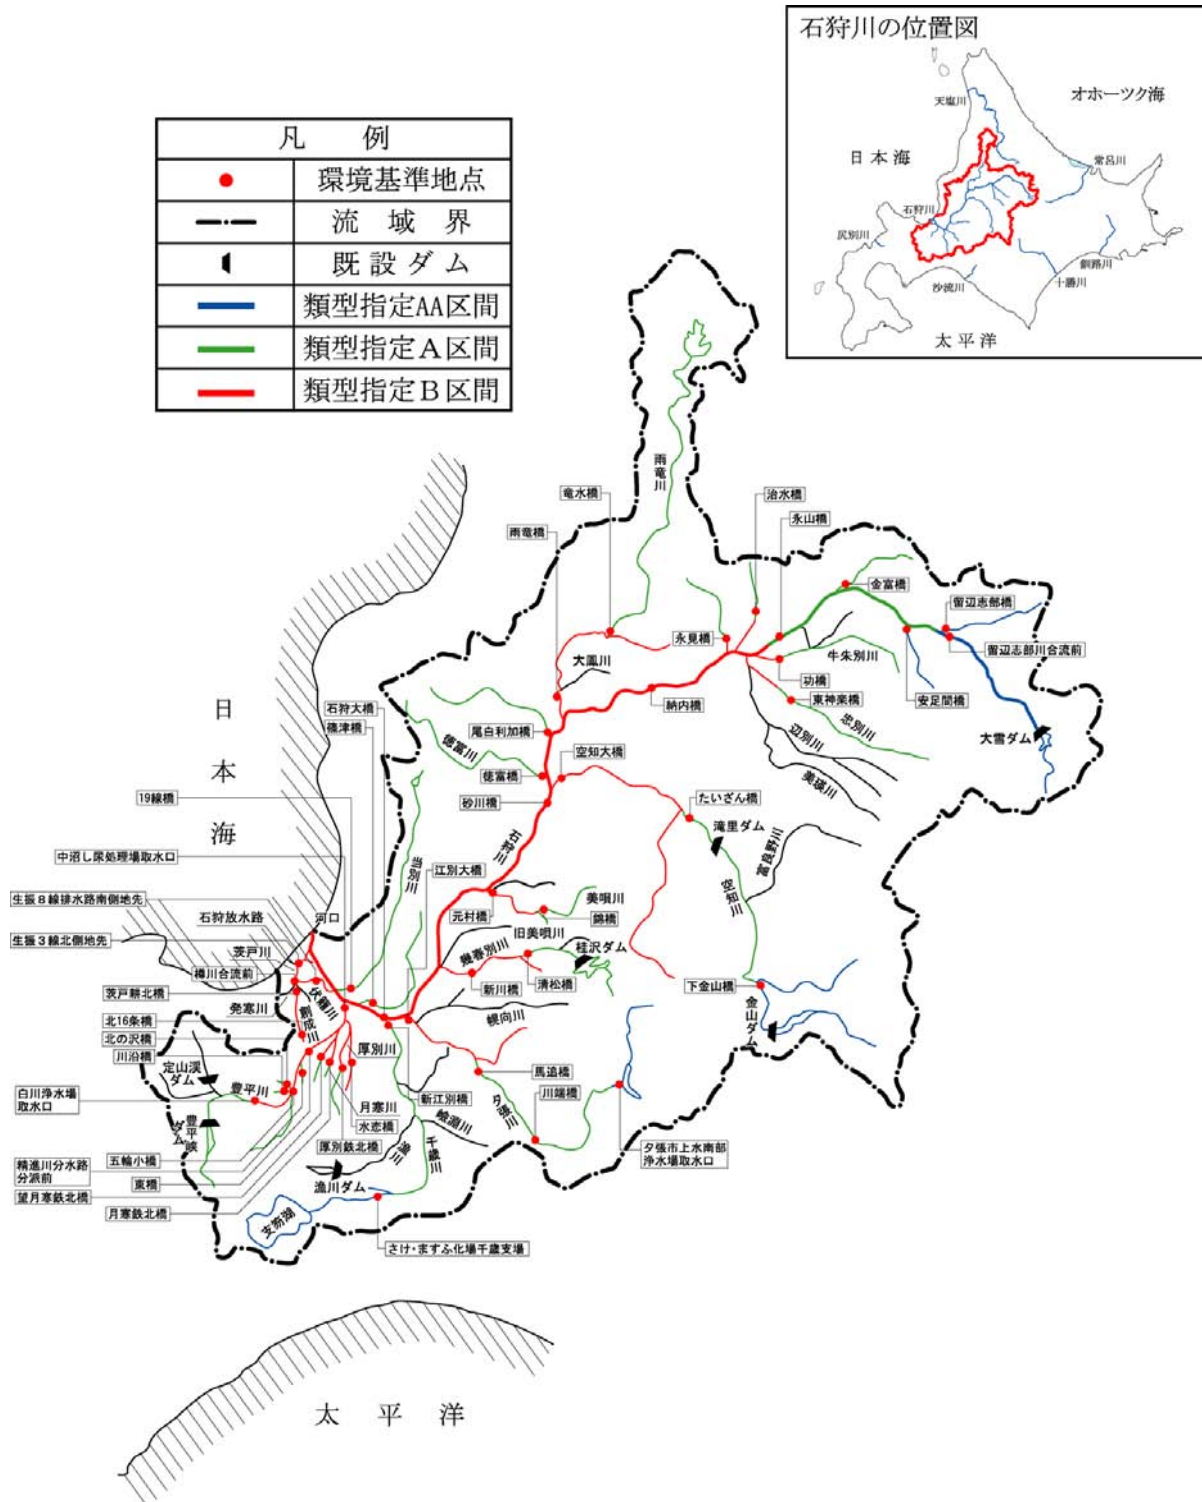 石狩川の位置図
オホーツク海
天塩川
日本海
常呂川
石狩川
尻別川
釧路川
十勝川
沙流川
太平洋
凡 例
環境基準地点
流 域 界
既設ダム
類型指定AA区間
類型指定A区間
類型指定B区間
雨竜川
竜水橋
治水橋
雨竜橋
永山橋
金富橋
留辺志部橋
永見橋
大鳳川
牛朱別川
留辺志部川合流前
功橋
納内橋
東神楽橋
安足間橋
忠別川
石狩大橋
篠津橋
尾白利加橋
辺別川
大雪ダム
徳富川
空知大橋
美瑛川
徳富橋
日本海
19線橋
砂川橋
たいざん橋
滝里ダム
石狩川
富良野川
中沼し尿処理場取水口
当別川
江別大橋
空知川
生振8線排水路南側地先
美唄川
石狩放水路
河口
元村橋
錦橋
旧美唄川
生振3線北側地先
茨戸川
桂沢ダム
幾春別川
樽川合流前
新川橋
清松橋
下金山橋
茨戸耕北橋
伏籠川
発寒川
創成川
幌向川
金山ダム
北16条橋
北の沢橋
厚別川
川沿橋
定山渓ダム
馬追橋
豊平川
白川浄水場取水口
月寒川
新江別橋
川端橋
夕張川
水恋橋
豊平峡ダム
嶮淵川
厚別鉄北橋
漁川
千歳川
夕張市上水南部浄水場取水口
五輪小橋
精進川分水路分派前
東橋
漁川ダム
望月寒鉄北橋
月寒鉄北橋
支笏湖
さけ・ますふ化場千歳支場
太平洋